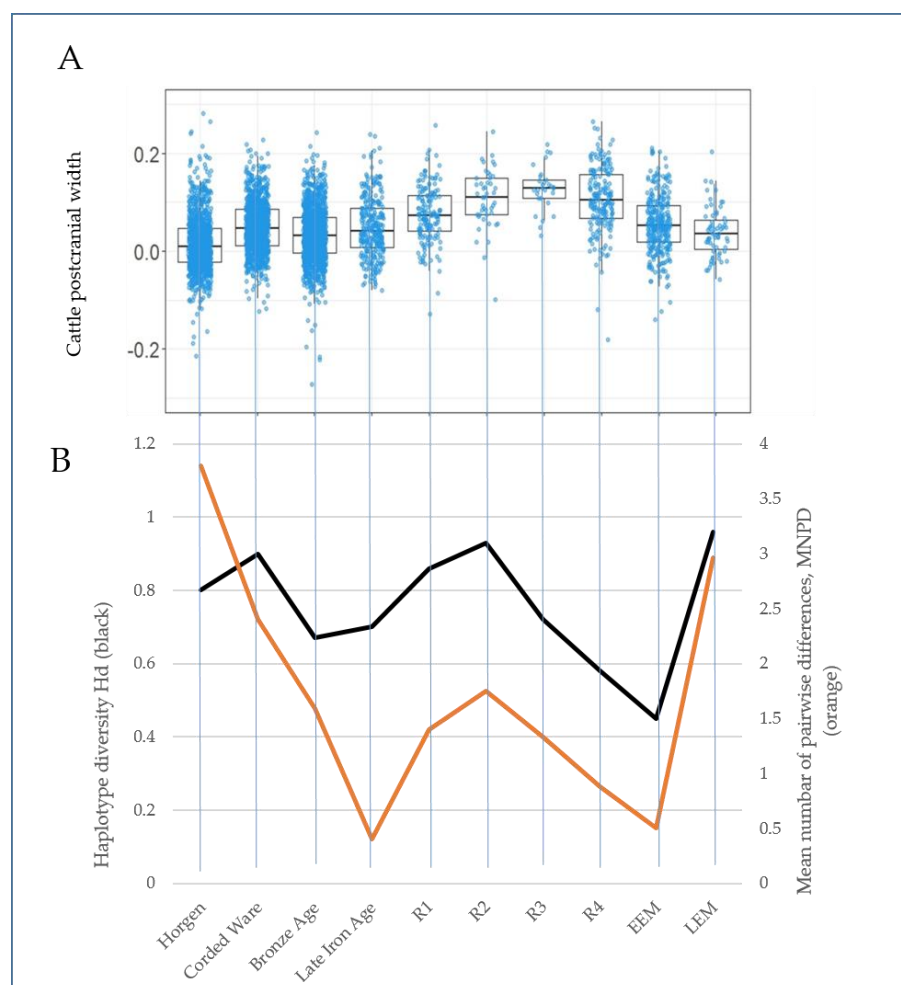 A
Cattle postcranial width
0.2
0.0
-0.2
B
Haplotype diversity Hd (black)
1.2
1
0.8
0.6
0.4
0.2
0
4
3.5
3
2.5
2
1.5
1
0.5
0
Mean numbar of pairwise differences, MNPD
(orange)
Horgen
Corded Ware
Bronze Age
Late Iron Age
R1
R2
R3
R4
EEM
LEM